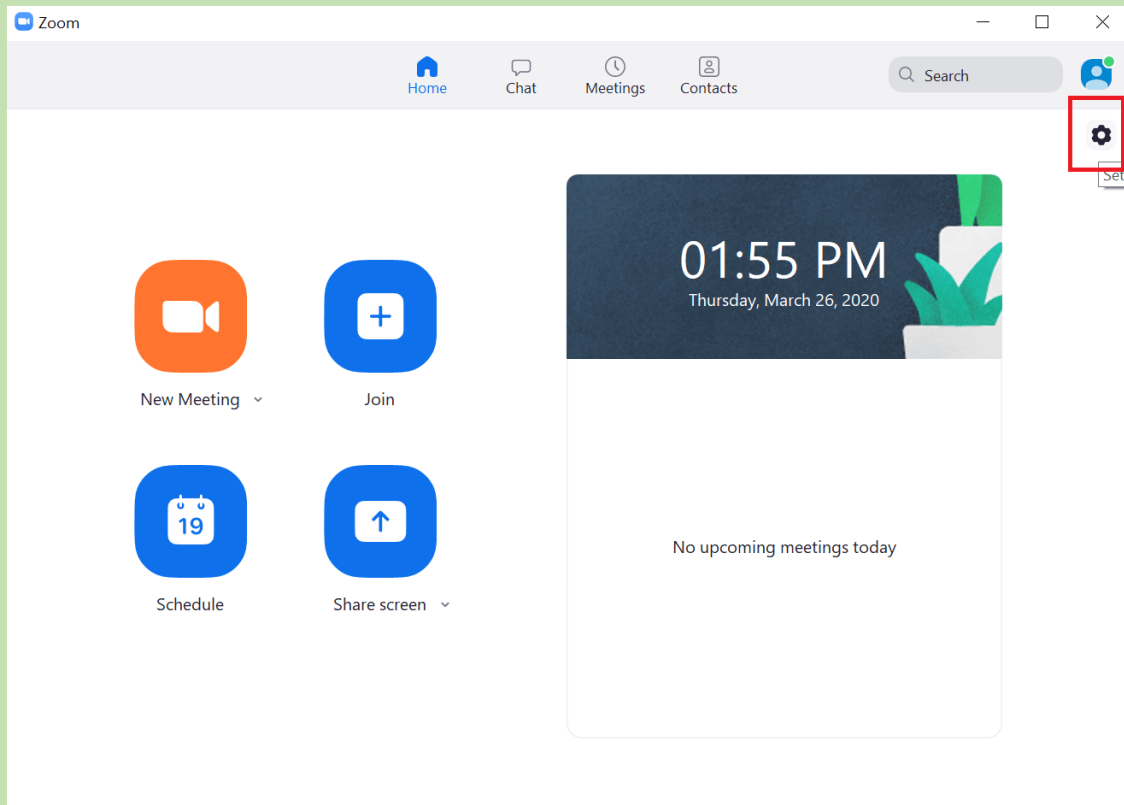 Zoom
Home
Chat
Meetings
Contacts
Search
Set
01:55 PM
Thursday, March 26, 2020
New Meeting
Join
19
Schedule
Share screen
No upcoming meetings today